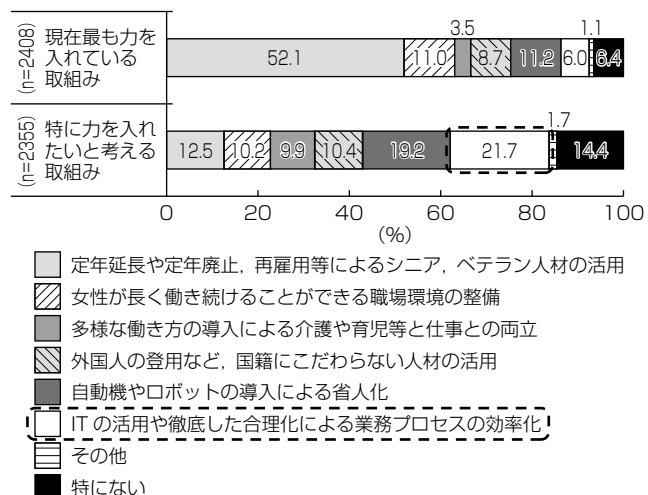 3.5 1.1
(n=2408) 現在最も力を
入れている
取組み
52.1 11.0 8.7 11.2 6.0 6.4
1.7
(n=2355) 特に力を入れ
たいと考える
取組み
12.5 10.2 9.9 10.4 19.2 21.7 14.4
0 20 40 60 80 100
(%)
定年延長や定年廃止,再雇用等によるシニア,ベテラン人材の活用
女性が長く働き続けることができる職場環境の整備
多様な働き方の導入による介護や育児等と仕事との両立
外国人の登用など,国籍にこだわらない人材の活用
自動機やロボットの導入による省人化
ITの活用や徹底した合理化による業務プロセスの効率化
その他
特にない